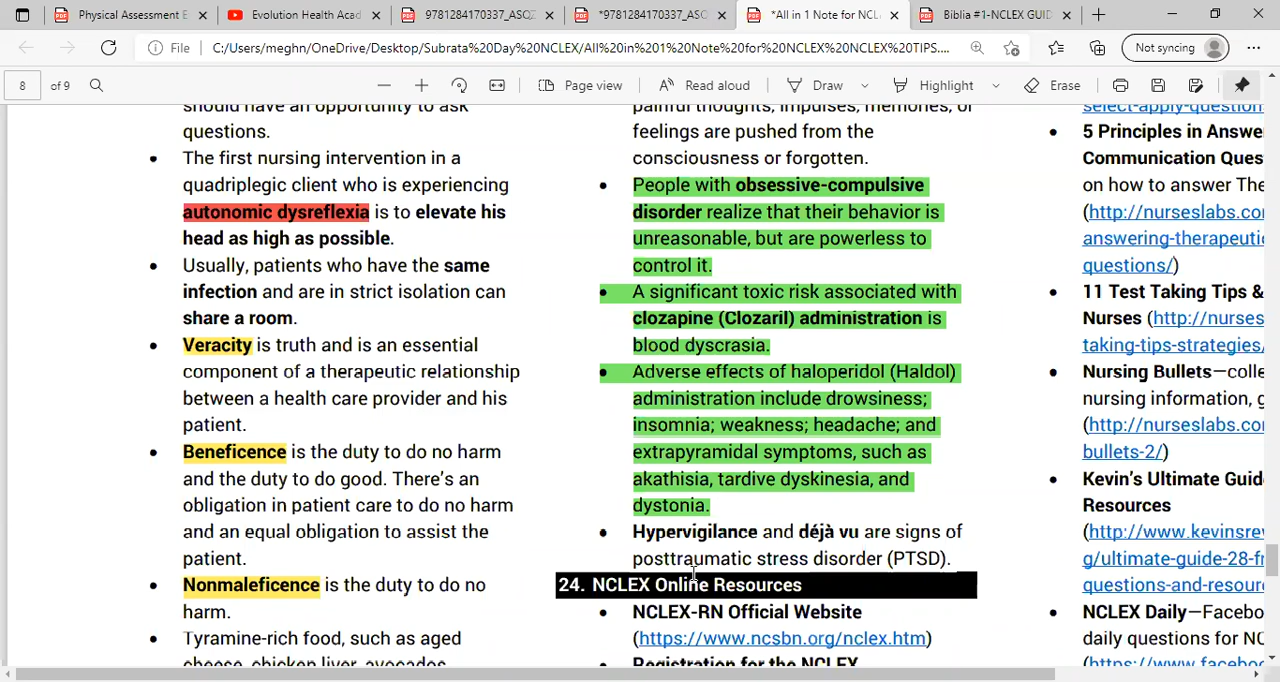 Physical Assessment E
Evolution Health Acad
9781284170337_ASQ
*9781284170337_ASQ
*All in 1 Note for NCL
Biblia #1-NCLEX GUID
File
C:/Users/meghn/OneDrive/Desktop/Subrata%20Day%20NCLEX/All%20in%201%20Note%20for%20NCLEX%20NCLEX%20TIPS....
Not syncing
8 of 9
Page view
Read aloud
Draw
Highlight
Erase
should have an opportunity to ask
questions.
• The first nursing intervention in a
quadriplegic client who is experiencing
autonomic dysreflexia is to elevate his
head as high as possible.
• Usually, patients who have the same
infection and are in strict isolation can
share a room.
• Veracity is truth and is an essential
component of a therapeutic relationship
between a health care provider and his
patient.
• Beneficence is the duty to do no harm
and the duty to do good. There's an
obligation in patient care to do no harm
and an equal obligation to assist the
patient.
• Nonmaleficence is the duty to do no
harm.
• Tyramine-rich food, such as aged
cheese, chicken liver, avocados
painful thoughts, impulses, memories, or
feelings are pushed from the
consciousness or forgotten.
• People with obsessive-compulsive
disorder realize that their behavior is
unreasonable, but are powerless to
control it.
• A significant toxic risk associated with
clozapine (Clozaril) administration is
blood dyscrasia.
• Adverse effects of haloperidol (Haldol)
administration include drowsiness;
insomnia; weakness; headache; and
extrapyramidal symptoms, such as
akathisia, tardive dyskinesia, and
dystonia.
• Hypervigilance and déjà vu are signs of
posttraumatic stress disorder (PTSD).
24. NCLEX Online Resources
• NCLEX-RN Official Website
(https://www.ncsbn.org/nclex.htm)
• Registration for the NCLEX
select-apply-question
• 5 Principles in Answe
Communication Ques
on how to answer The
(http://nurseslabs.co
answering-therapeuti
questions/)
• 11 Test Taking Tips &
Nurses (http://nurses
taking-tips-strategies/
• Nursing Bullets—colle
nursing information, g
(http://nurseslabs.co
bullets-2/)
• Kevin's Ultimate Guid
Resources
(http://www.kevinsre
g/ultimate-guide-28-f
questions-and-resour
• NCLEX Daily—Facebo
daily questions for NC
(https://www.facebo